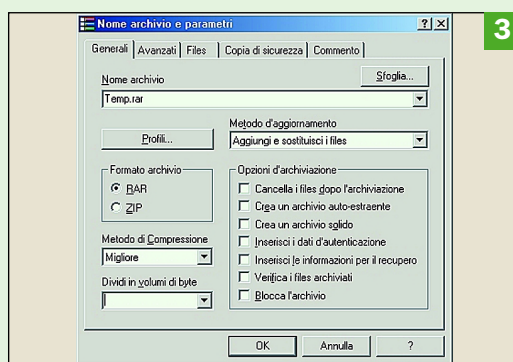 Nome archivio e parametri
3
Generali Avanzati Files Copia di sicurezza Commento
Nome archivio
Sfoglia...
Temp.rar
Profili...
Metodo d'aggiornamento
Aggiungi e sostituisci i files
Formato archivio
RAR
ZIP
Metodo di Compressione
Migliore
Dividi in volumi di byte
Opzioni d'archiviazione
Cancella i files dopo l'archiviazione
Crea un archivio auto-estraente
Crea un archivio solido
Inserisci i dati d'autenticazione
Inserisci le informazioni per il recupero
Verifica i files archiviati
Blocca l'archivio
OK Annulla ?